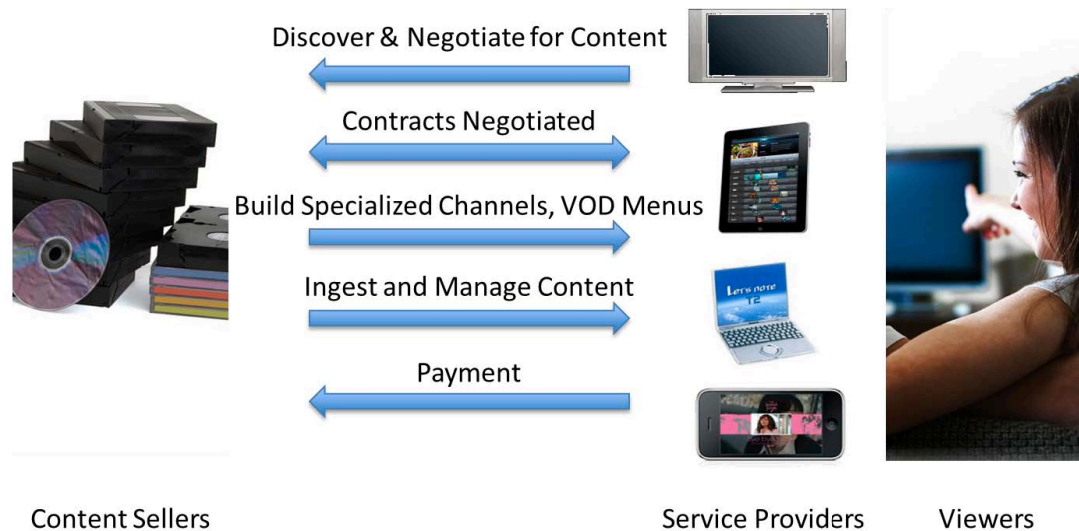 Discover & Negotiate for Content
Contracts Negotiated
Build Specialized Channels, VOD Menus
Ingest and Manage Content
Let's note
T2
Payment
Content Sellers
Service Providers
Viewers